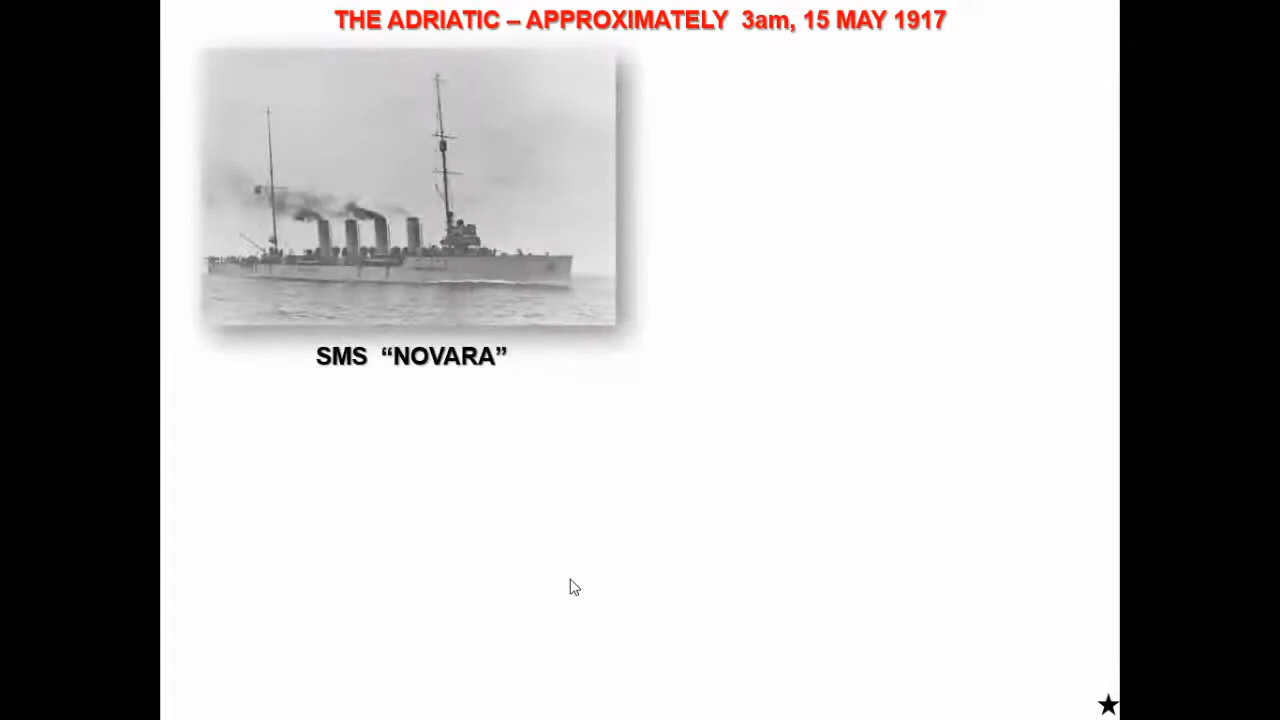 THE ADRIATIC – APPROXIMATELY 3am, 15 MAY 1917
SMS “NOVARA”